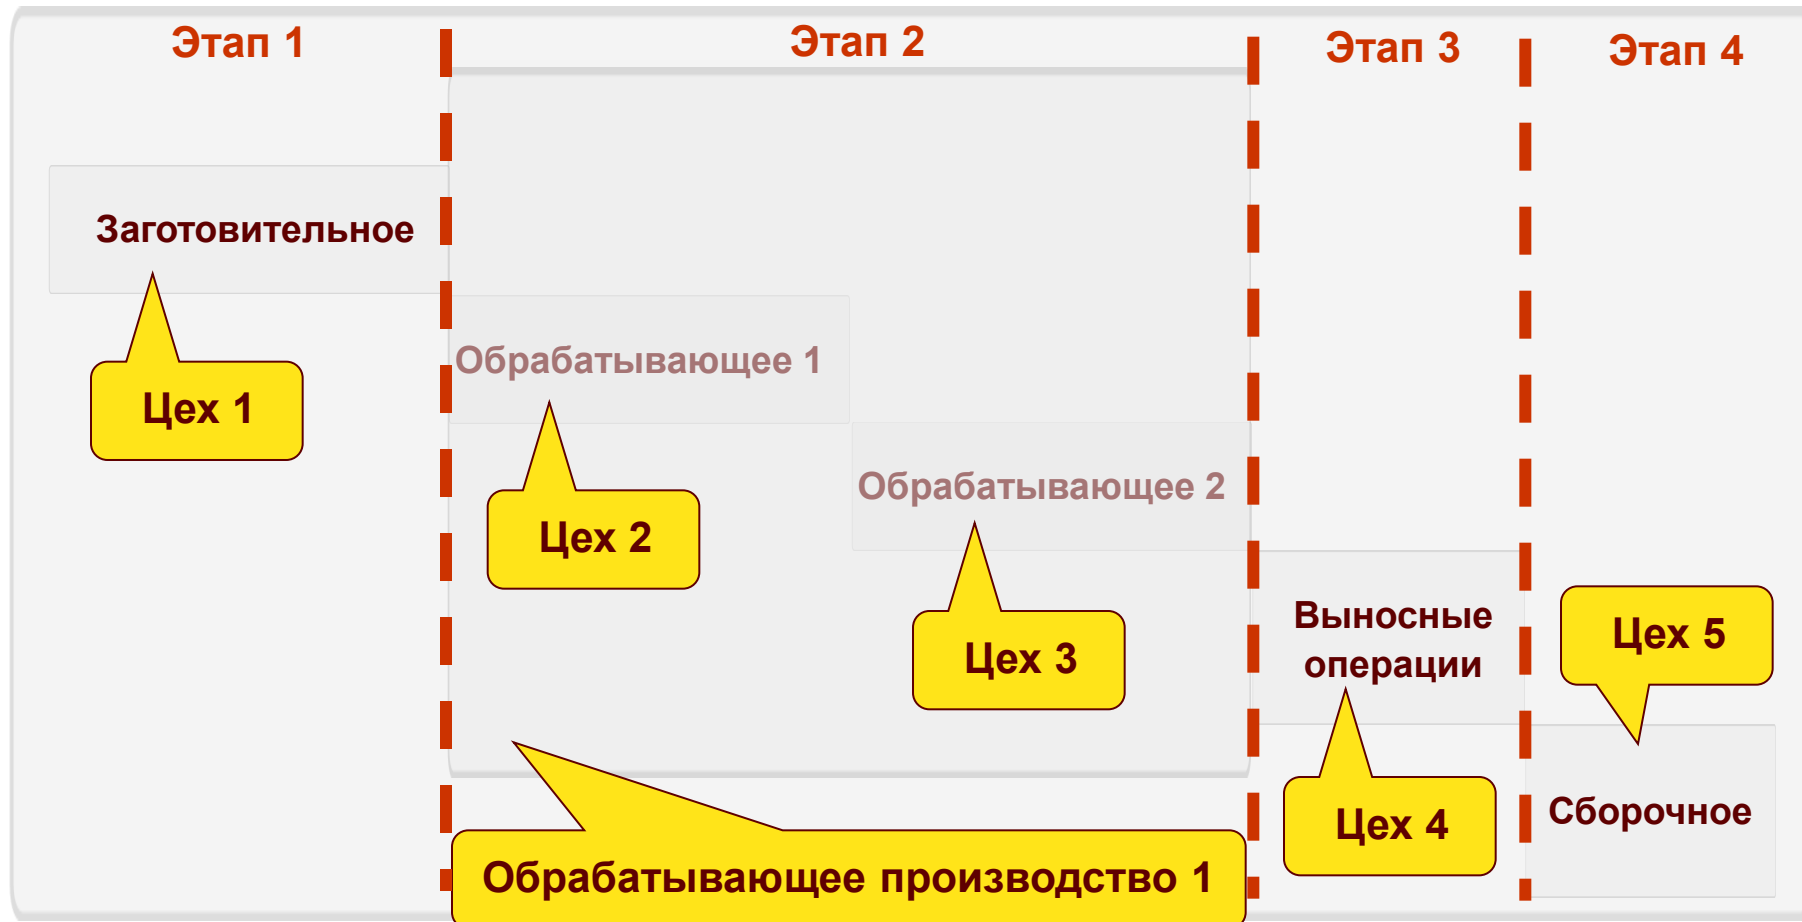 Этап 1
Этап 2
Этап 3
Этап 4
Заготовительное
Цех 1
Обрабатывающее 1
Цех 2
Обрабатывающее 2
Цех 3
Выносные
операции
Цех 5
Цех 4
Сборочное
Обрабатывающее производство 1